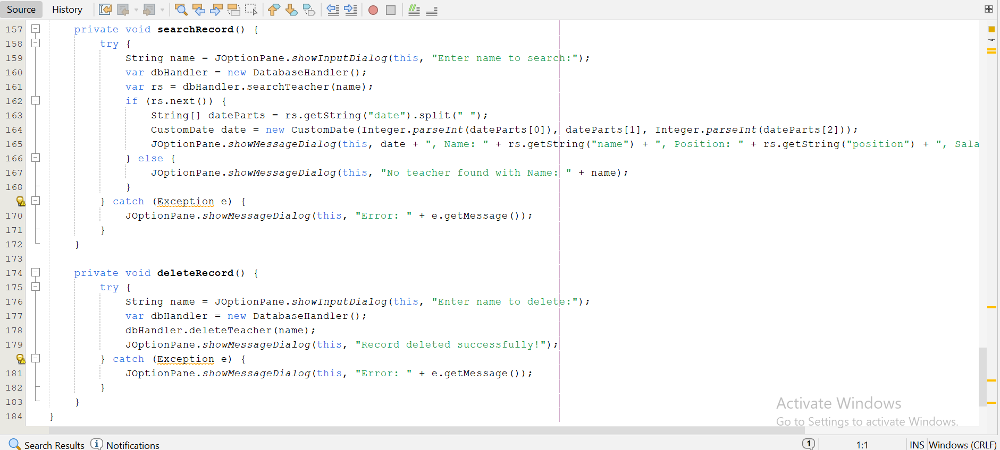 Source History
157 private void searchRecord() {
158 try {
159 String name = JOptionPane.showInputDialog(this, "Enter name to search:");
160 var dbHandler = new DatabaseHandler();
161 var rs = dbHandler.searchTeacher(name);
162 if (rs.next()) {
163 String[] dateParts = rs.getString("date").split(" ");
164 CustomDate date = new CustomDate(Integer.parseInt(dateParts[0]), dateParts[1], Integer.parseInt(dateParts[2]));
165 JOptionPane.showMessageDialog(this, date + ", Name: " + rs.getString("name") + ", Position: " + rs.getString("position") + ", Sala
166 } else {
167 JOptionPane.showMessageDialog(this, "No teacher found with Name: " + name);
168 }
} catch (Exception e) {
170 JOptionPane.showMessageDialog(this, "Error: " + e.getMessage());
171 }
172 }
173
174 private void deleteRecord() {
175 try {
176 String name = JOptionPane.showInputDialog(this, "Enter name to delete:");
177 var dbHandler = new DatabaseHandler();
178 dbHandler.deleteTeacher(name);
179 JOptionPane.showMessageDialog(this, "Record deleted successfully!");
} catch (Exception e) {
181 JOptionPane.showMessageDialog(this, "Error: " + e.getMessage());
182 }
183 }
184 }
Activate Windows
Go to Settings to activate Windows.
Search Results Notifications 1 1:1 INS Windows (CRLF)